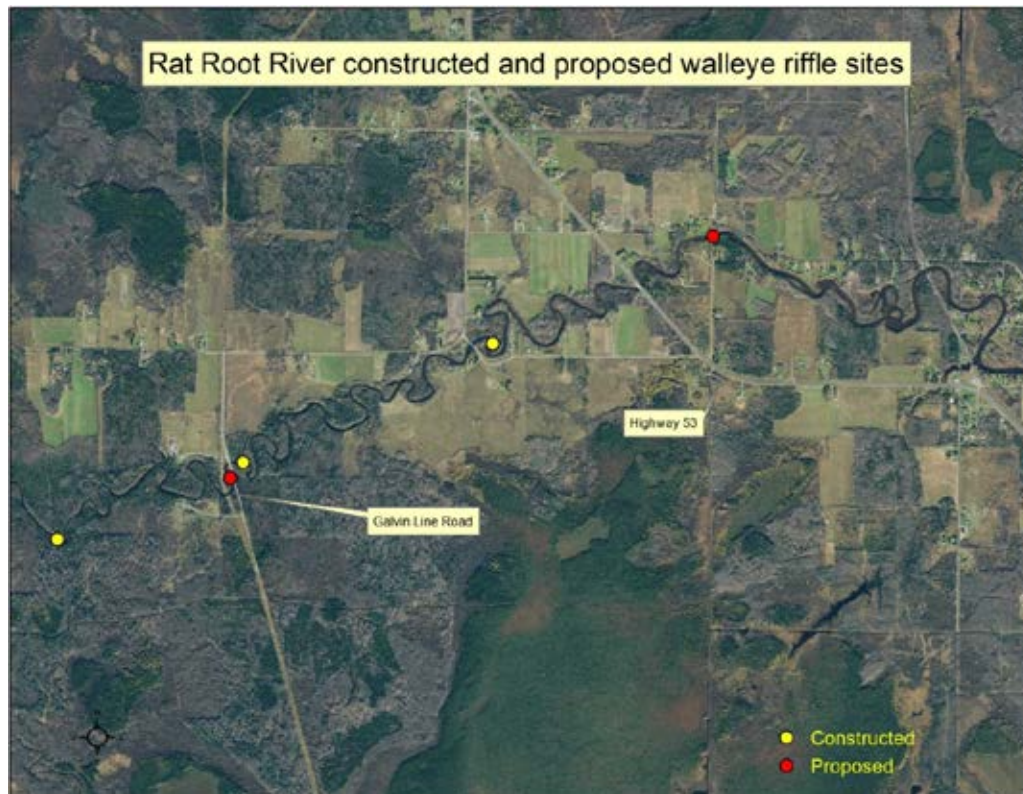 Rat Root River constructed and proposed walleye riffle sites
Highway 53
Galvin Line Road
Constructed
Proposed